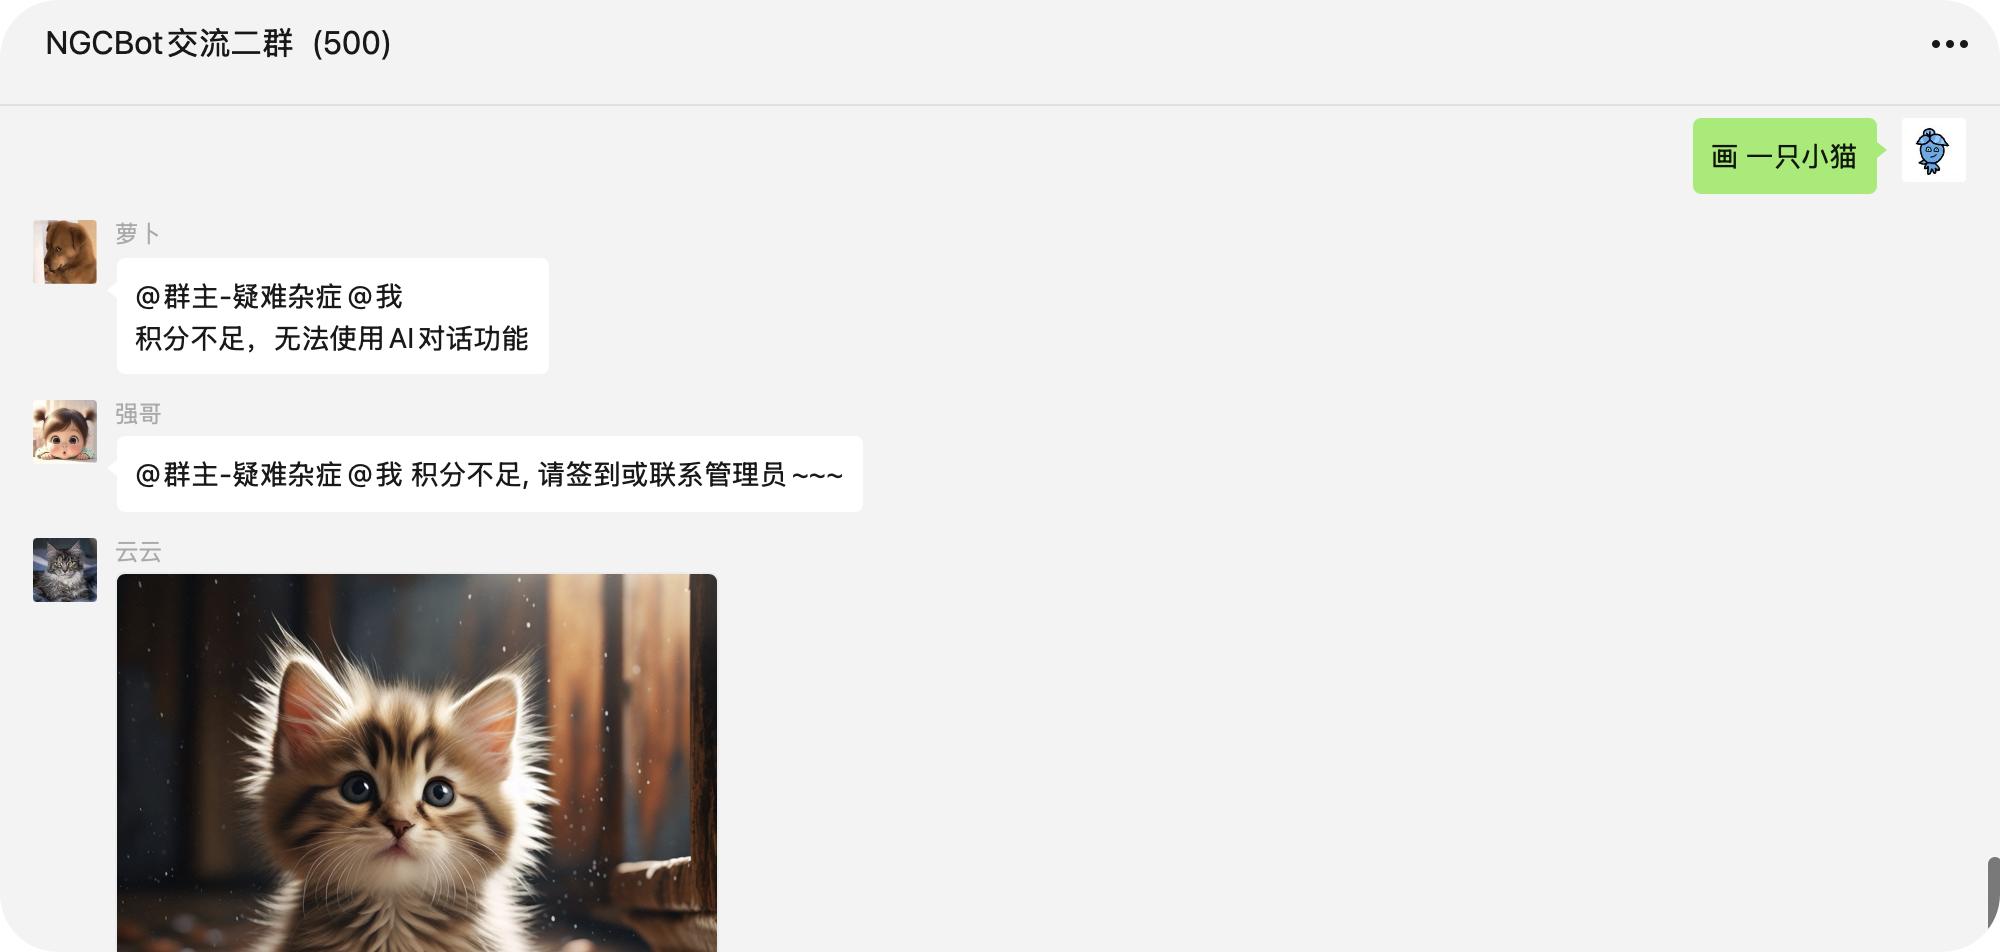 NGCBot交流二群 (500)
画 一只小猫
萝卜
@群主-疑难杂症@我
积分不足，无法使用AI对话功能
强哥
@群主-疑难杂症@我 积分不足, 请签到或联系管理员~~~
云云